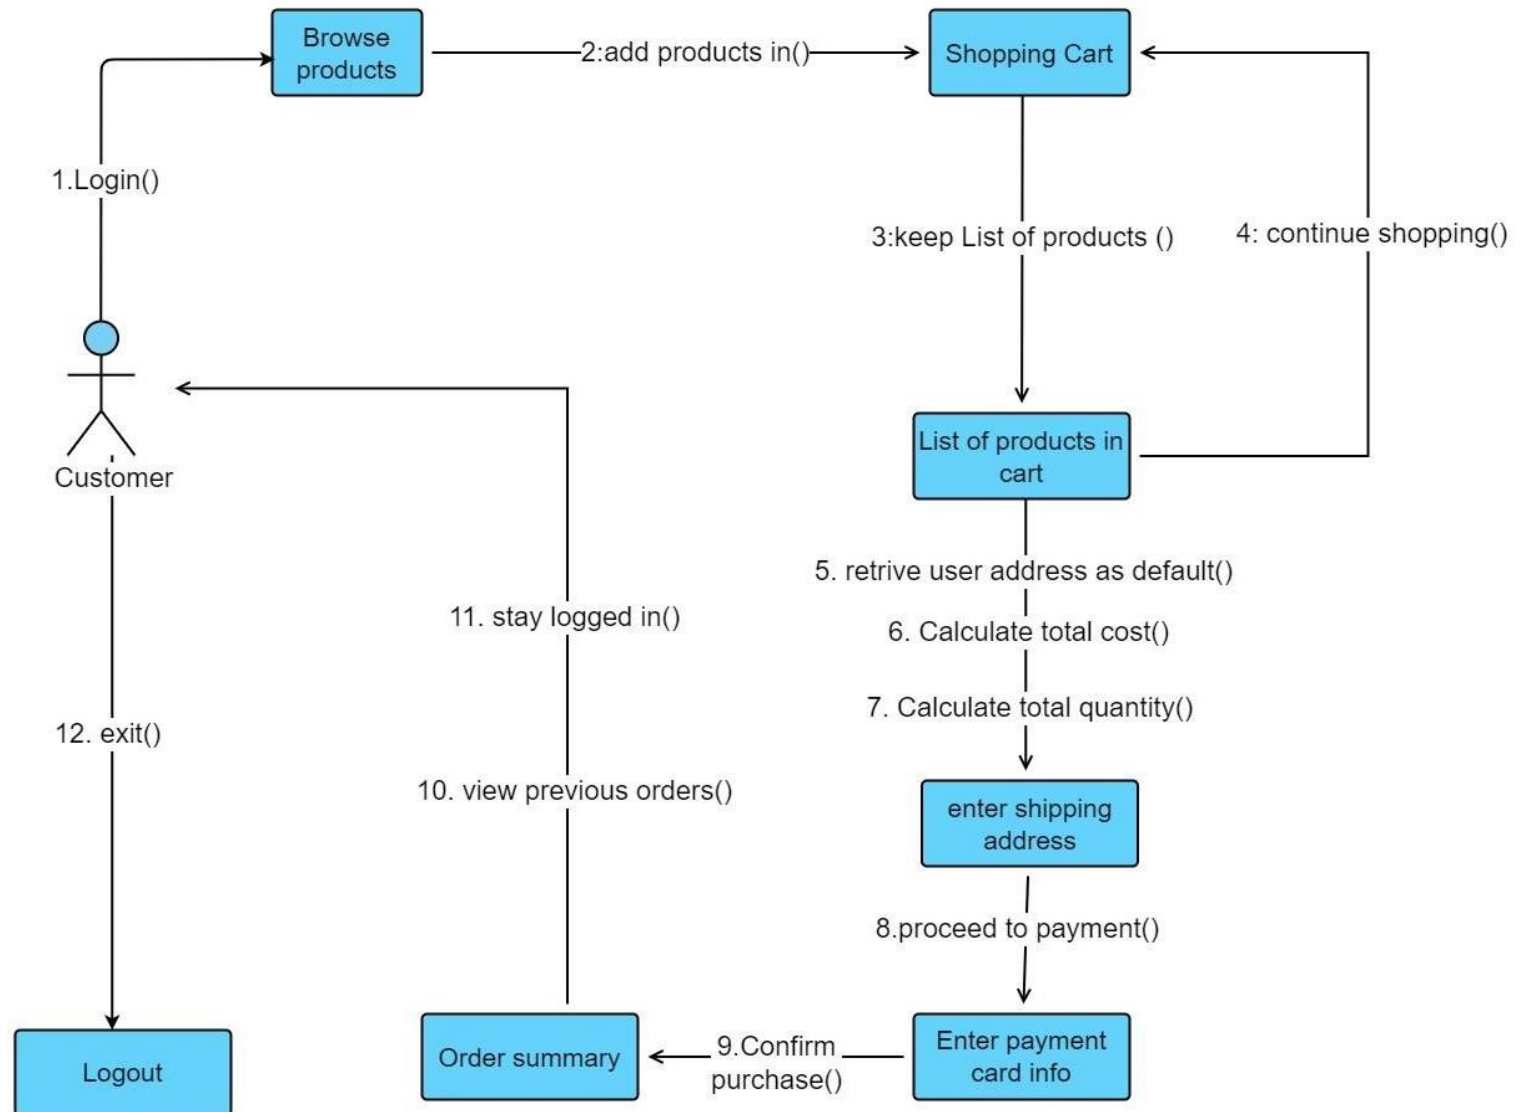 Browse
products
2:add products in()
Shopping Cart
1.Login()
3:keep List of products ()
4: continue shopping()
Customer
List of products in
cart
5. retrive user address as default()
6. Calculate total cost()
7. Calculate total quantity()
11. stay logged in()
12. exit()
10. view previous orders()
enter shipping
address
8.proceed to payment()
Enter payment
card info
9.Confirm
purchase()
Order summary
Logout